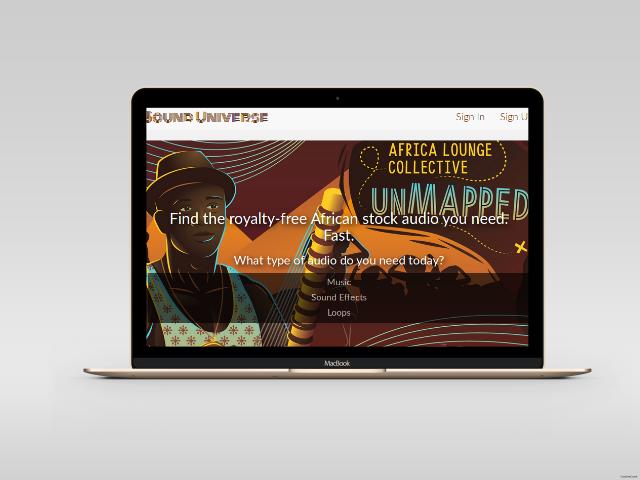 SOUND UNIVERSE
Sign In
Sign U
AFRICA LOUNGE
COLLECTIVE
UNMAPPED
Find the royalty-free African stock audio you need.
Fast.
What type of audio do you need today?
Music
Sound Effects
Loops
MacBook